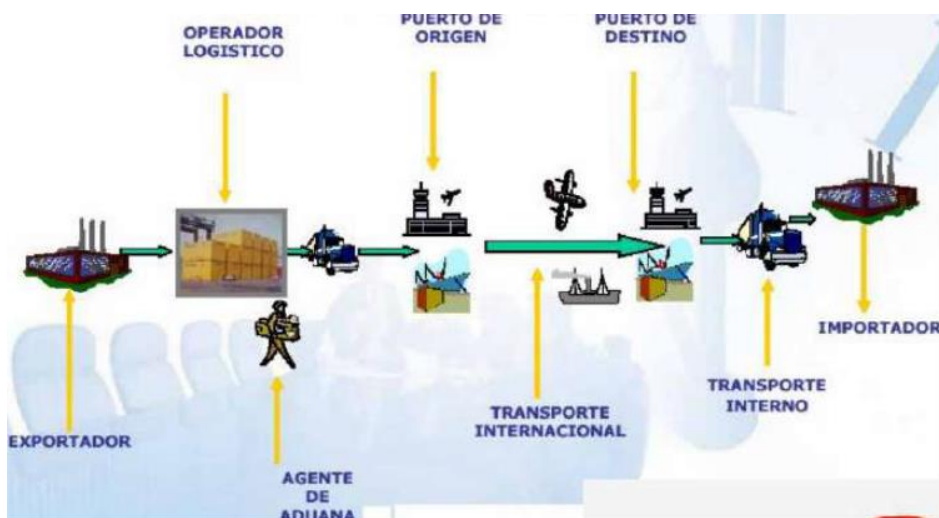 PUERTO DE
ORIGEN
PUERTO DE
DESTINO
OPERADOR
LOGISTICO
IMPORTADOR
TRANSPORTE
INTERNO
TRANSPORTE
INTERNACIONAL
EXPORTADOR
AGENTE
DE
ADUANA